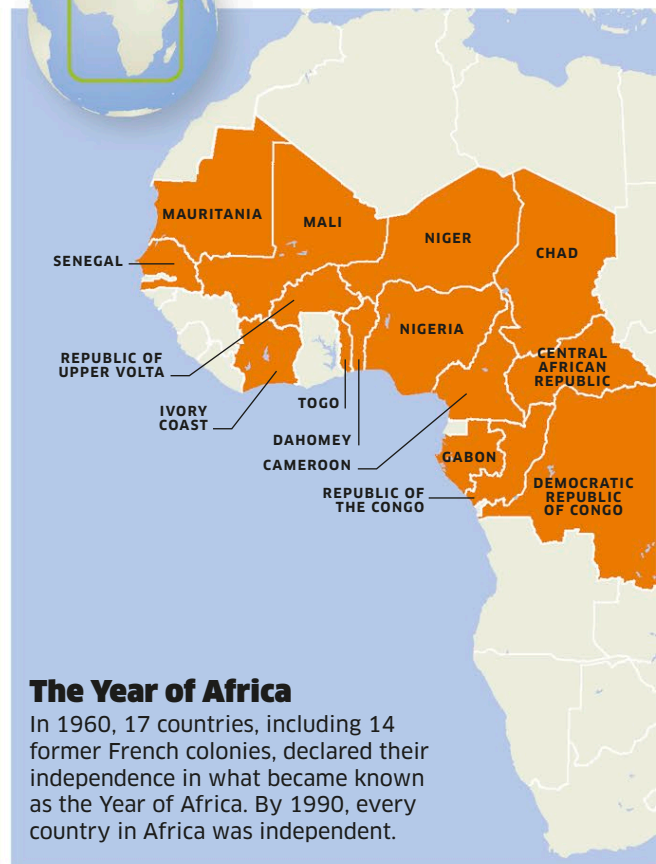 MAURITANIA
MALI
NIGER
CHAD
SENEGAL
NIGERIA
REPUBLIC OF
UPPER VOLTA
CENTRAL
AFRICAN
REPUBLIC
IVORY
COAST
TOGO
DAHOMEY
CAMEROON
GABON
REPUBLIC OF
THE CONGO
DEMOCRATIC
REPUBLIC
OF CONGO
The Year of Africa
In 1960, 17 countries, including 14
former French colonies, declared their
independence in what became known
as the Year of Africa. By 1990, every
country in Africa was independent.